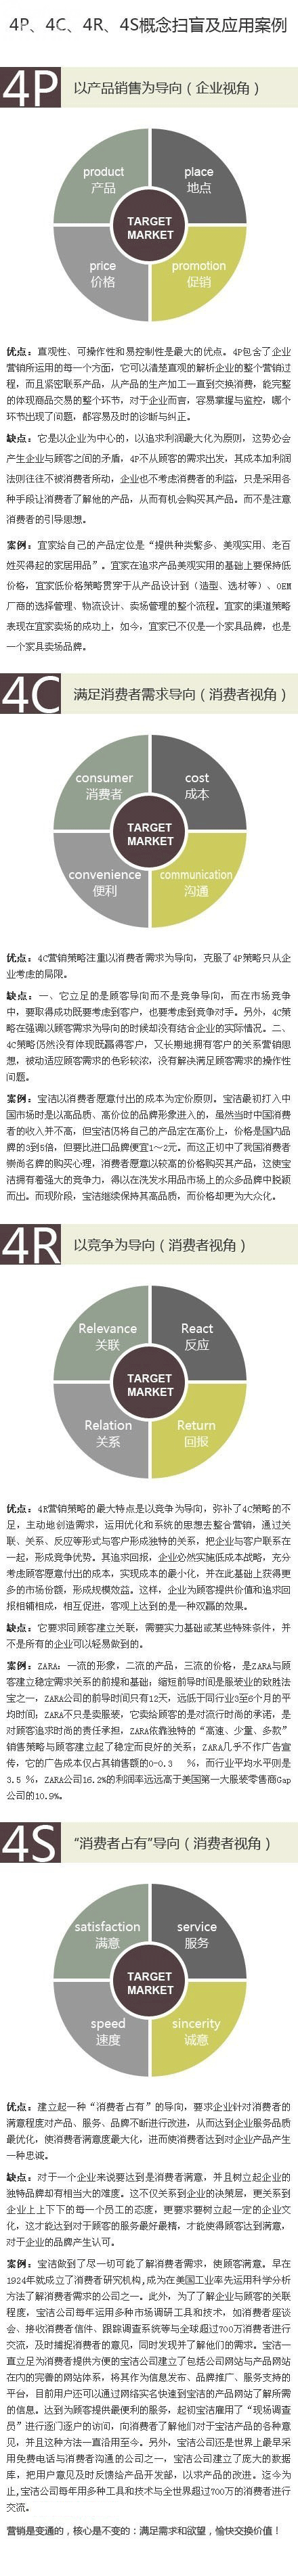 4P、4C、4R、4S概念扫盲及应用案例
4P 以产品销售为导向（企业视角）
product
产品
place
地点
TARGET
MARKET
price
价格
promotion
促销
优点：直观性、可操作性和易控制性是最大的优点。4P包含了企业
营销所运用的每一个方面，它可以清楚直观的解析企业的整个营销过
程，而且紧密联系产品，从产品的生产加工一直到交换消费，能完整
的体现商品交易的整个环节，对于企业而言，容易掌握与监控，哪个
环节出现了问题，都容易及时的诊断与纠正。
缺点：它是以企业为中心的，以追求利润最大化为原则，这势必会
产生企业与顾客之间的矛盾，4P不从顾客的需求出发，其成本加利润
法则往往不被消费者所动，企业也不考虑消费者的利益，只是采用各
种手段让消费者了解他的产品，从而有机会购买其产品。而不是注意
消费者的引导思想。
案例：宜家给自己的产品定位是“提供种类繁多、美观实用、老百
姓买得起的家居用品”。宜家在追求产品美观实用的基础上要保持低
价格，宜家低价格策略贯穿于从产品设计到（造型、选材等）、OEM
厂商的选择管理、物流设计、卖场管理的整个流程。宜家的渠道策略
表现在宜家卖场的成功上，如今，宜家已不仅是一个家具品牌，也是
一个家具卖场品牌。
4C 满足消费者需求导向（消费者视角）
consumer
消费者
cost
成本
TARGET
MARKET
convenience
便利
communication
沟通
优点：4C营销策略注重以消费者需求为导向，克服了4P策略只从企
业考虑的局限。
缺点：一、它立足的是顾客导向而不是竞争导向，而在市场竞争
中，要取得成功既要考虑到客户，也要考虑到竞争对手。另外，4C策
略在强调以顾客需求为导向的时候却没有结合企业的实际情况。二、
4C策略仍然没有体现既赢得客户，又长期地拥有客户的关系营销思
想，被动适应顾客需求的色彩较浓，没有解决满足顾客需求的操作性
问题。
案例：宝洁以消费者愿意付出的成本为定价原则。宝洁最初打入中
国市场时是以高品质、高价位的品牌形象进入的，虽然当时中国消费
者的收入并不高，但宝洁仍将自己的产品定在高价上，价格是国内品
牌的3到5倍，但要比进口品牌便宜1～2元。而这正切中了我国消费者
崇尚名牌的购买心理，消费者愿意以较高的价格购买其产品，这使宝
洁拥有着强大的竞争力，得以在洗发水用品市场上的众多品牌中脱颖
而出。而现阶段，宝洁继续保持其高品质，而价格却更为大众化。
4R 以竞争为导向（消费者视角）
Relevance
关联
React
反应
TARGET
MARKET
Relation
关系
Return
回报
优点：4R营销策略的最大特点是以竞争为导向，弥补了4C策略的不
足，主动地创造需求，运用优化和系统的思想去整合营销，通过关
联、关系、反应等形式与客户形成独特的关系，把企业与客户联系在
一起，形成竞争优势。其追求回报，企业必然实施低成本战略，充分
考虑顾客愿意付出的成本，实现成本的最小化，并在此基础上获得更
多的市场份额，形成规模效益。这样，企业为顾客提供价值和追求回
报相辅相成，相互促进，客观上达到的是一种双赢的效果。
缺点：它要求同顾客建立关联，需要实力基础或某些特殊条件，并
不是所有的企业可以轻易做到的。
案例：ZARA：一流的形象，二流的产品，三流的价格，是ZARA与顾
客建立稳定需求关系的前提和基础；缩短前导时间是服装业的致胜法
宝之一，ZARA公司的前导时间只有12天，远低于同行业3至6个月的平
均时间；ZARA不只是卖服装，它卖给顾客的是对流行时尚的承诺，是
对顾客追求时尚的责任承担，ZARA依靠独特的“高速、少量、多款”
销售策略与顾客建立起了稳定而良好的关系；ZARA几乎不作广告宣
传，它的广告成本仅占其销售额的0-0.3 %，而行业平均水平则是
3.5 %，ZARA公司16.2%的利润率远远高于美国第一大服装零售商Gap
公司的10.9%。
4S “消费者占有”导向（消费者视角）
satisfaction
满意
service
服务
TARGET
MARKET
speed
速度
sincerity
诚意
优点：建立起一种“消费者占有”的导向，要求企业针对消费者的
满意程度对产品、服务、品牌不断进行改进，从而达到企业服务品质
最优化，使消费者满意度最大化，进而使消费者达到对企业产品产生
一种忠诚。
缺点：对于一个企业来说要达到是消费者满意，并且树立起企业的
独特品牌却有相当大的难度。这不仅关系到企业的决策层，更关系到
企业上上下下的每一个员工的态度，更要求要树立起一定的企业文
化，这才能达到对于顾客的服务最好最精，才能使得顾客达到满意，
对于企业的品牌产生认可。
案例：宝洁做到了尽一切可能了解消费者需求，使顾客满意。早在
1924年就成立了消费者研究机构,成为在美国工业率先运用科学分析
方法了解消费者需求的公司之一。此外，为了了解企业与顾客的关联
程度，宝洁公司每年运用多种市场调研工具和技术，如消费者座谈
会、接收消费者信件、跟踪调查系统等与全球超过700万消费者进行
交流，及时捕捉消费者的意见，同时发现并了解他们的需求。宝洁一
直立足为消费者提供方便的宝洁公司建立了包括公司网站与产品网站
在内的完善的网站体系，将其作为信息发布、品牌推广、服务支持的
平台，目前用户还可以通过网络实名快速到宝洁的产品网站了解所需
的信息。达到为顾客提供最便利的服务，起初宝洁雇用了“现场调查
员”进行逐门逐户的访问，向消费者了解他们对于宝洁产品的各种意
见，并且这种方法一直沿用至今。另外，宝洁公司还是世界上最早采
用免费电话与消费者沟通的公司之一，宝洁公司建立了庞大的数据
库，把用户意见及时反馈给产品开发部，以求产品的改进。迄今为
止,宝洁公司每年用多种工具和技术与全世界超过700万的消费者进行
交流。
营销是变通的，核心是不变的：满足需求和欲望，愉快交换价值！